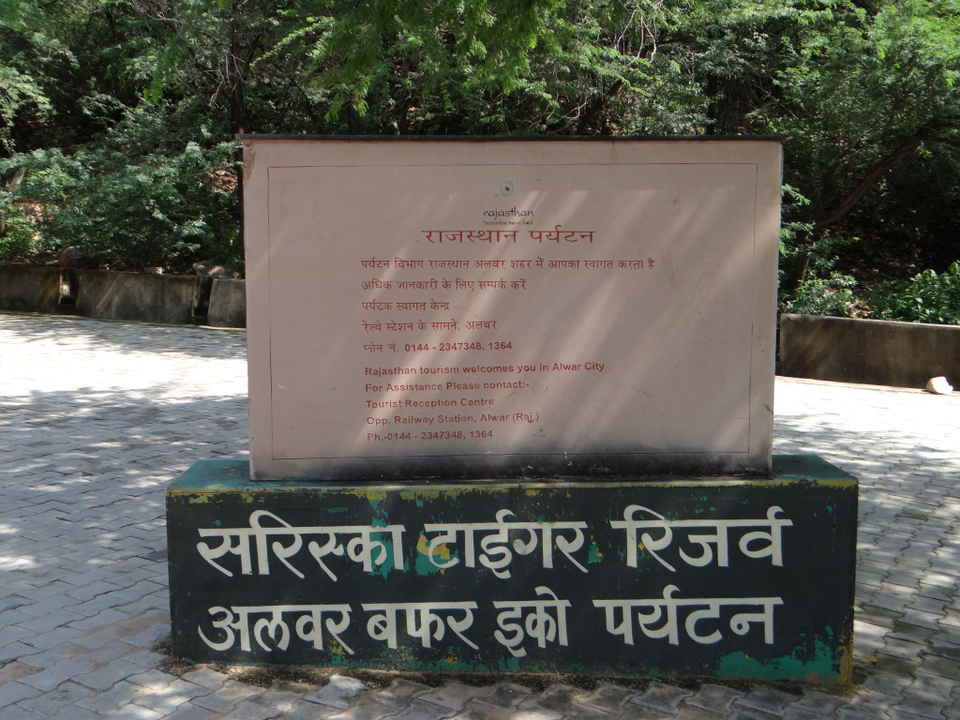 rajasthan
राजस्थान पर्यटन
पर्यटन विभाग राजस्थान अलवर शहर में आपका स्वागत करता है
अधिक जानकारी के लिए सम्पर्क करें
पर्यटक स्वागत केन्द्र
रेल्वे स्टेशन के सामने, अलवर
फोन नं. 0144 - 2347348, 1364
Rajasthan tourism welcomes you in Alwar City
For Assistance Please contact:-
Tourist Reception Centre
Opp. Railway Station, Alwar (Raj.)
Ph.-0144 - 2347348, 1364
सरिस्का टाईगर रिजर्व
अलवर बफर इको पर्यटन